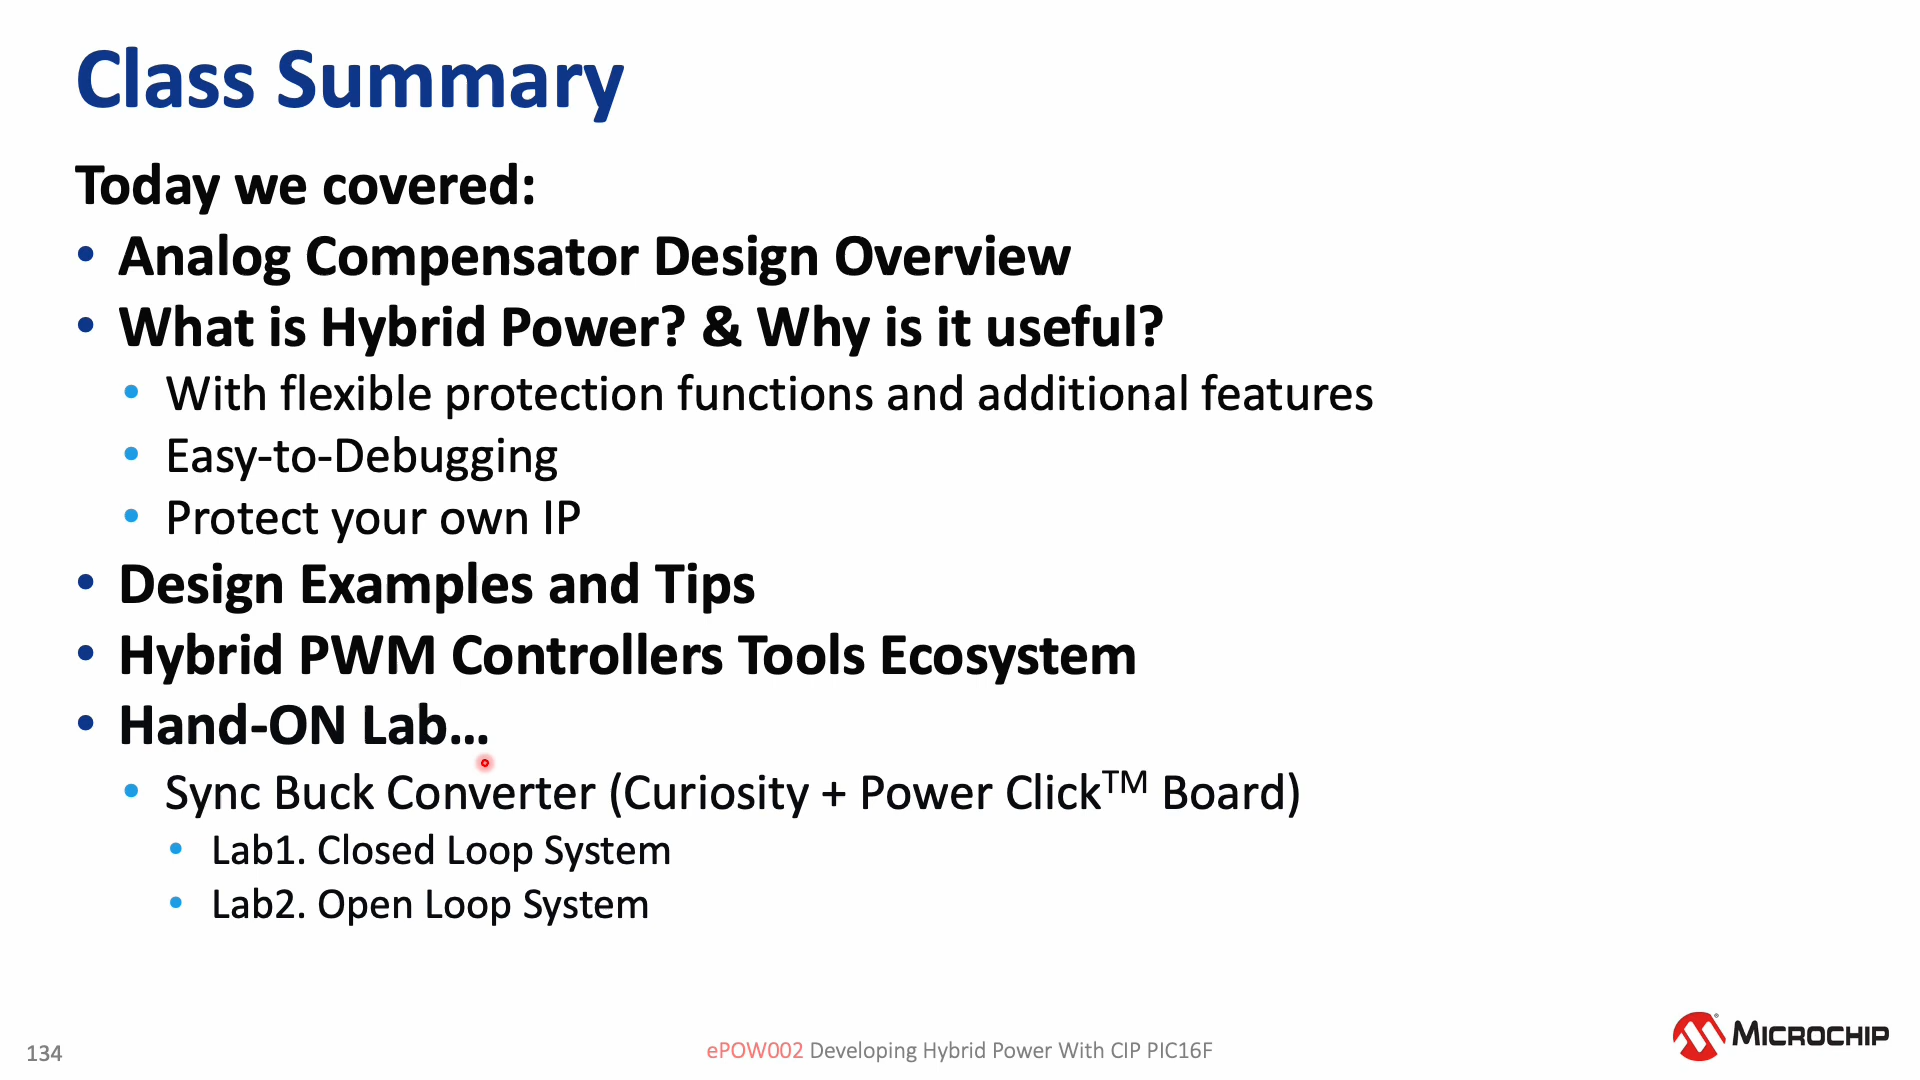 Class Summary
Today we covered:
• Analog Compensator Design Overview
• What is Hybrid Power? & Why is it useful?
• With flexible protection functions and additional features
• Easy-to-Debugging
• Protect your own IP
• Design Examples and Tips
• Hybrid PWM Controllers Tools Ecosystem
• Hand-ON Lab...
• Sync Buck Converter (Curiosity + Power Click™ Board)
• Lab1. Closed Loop System
• Lab2. Open Loop System
134
ePOW002 Developing Hybrid Power With CIP PIC16F
MICROCHIP